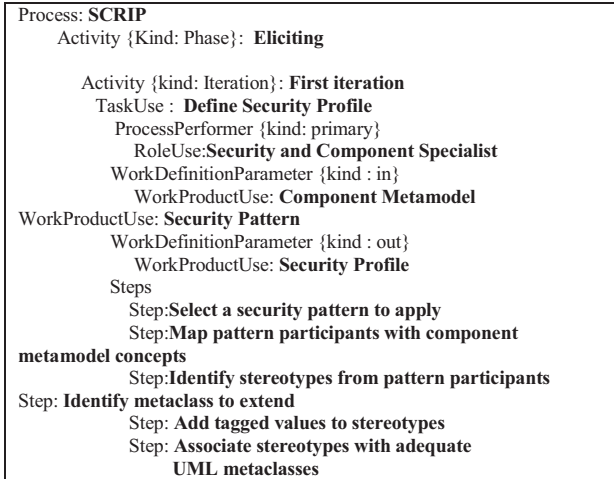 Process: SCRIP
Activity {Kind: Phase}: Eliciting
Activity {kind: Iteration}: First iteration
TaskUse : Define Security Profile
ProcessPerformer {kind: primary}
RoleUse:Security and Component Specialist
WorkDefinitionParameter {kind : in}
WorkProductUse: Component Metamodel
WorkProductUse: Security Pattern
WorkDefinitionParameter {kind : out}
WorkProductUse: Security Profile
Steps
Step:Select a security pattern to apply
Step:Map pattern participants with component
metamodel concepts
Step:Identify stereotypes from pattern participants
Step: Identify metaclass to extend
Step: Add tagged values to stereotypes
Step: Associate stereotypes with adequate
UML metaclasses